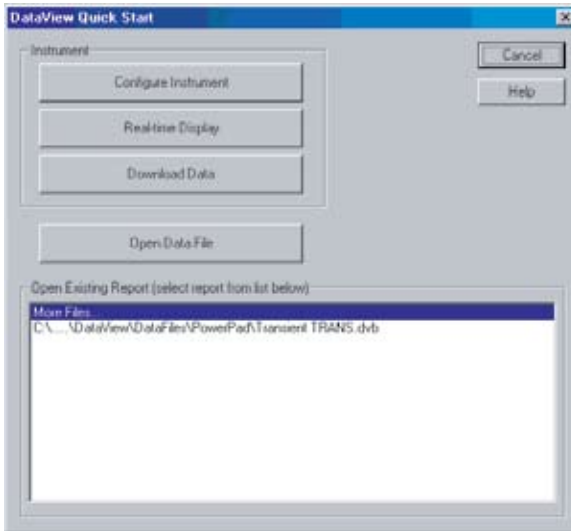 DataView Quick Start
Instrument
Configure Instrument
Real-time Display
Download Data
Cancel
Help
Open Data File
Open Existing Report (select report from list below)
More Files...
C:\....\DataView\DataFiles\PowerPad\Transient TRANS.dvb